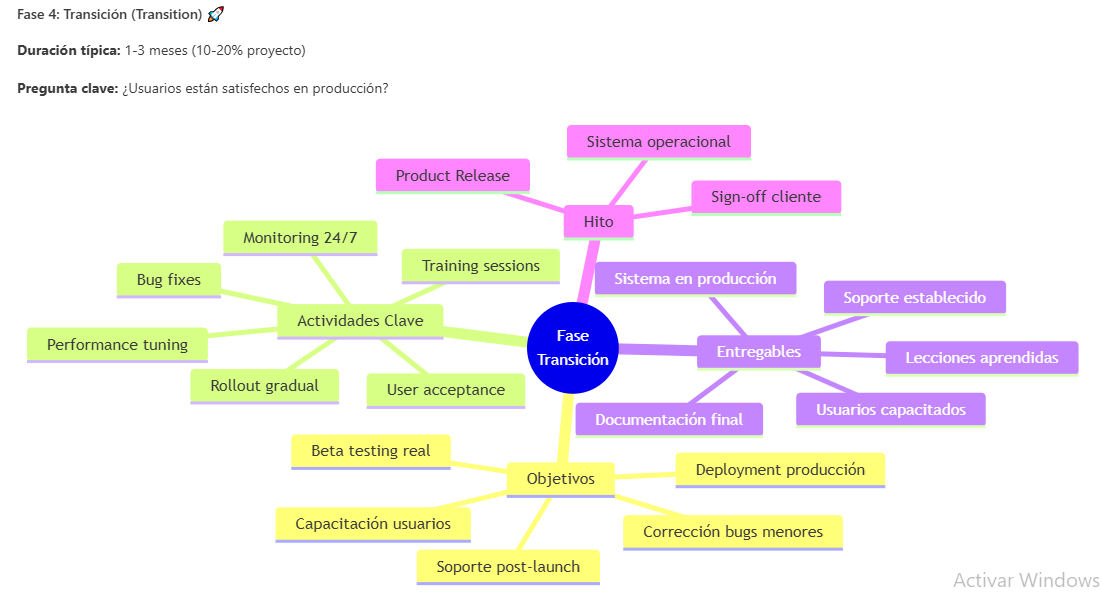 Fase 4: Transición (Transition) 🚀
Duración típica: 1-3 meses (10-20% proyecto)
Pregunta clave: ¿Usuarios están satisfechos en producción?
Sistema operacional
Product Release
Sign-off cliente
Hito
Monitoring 24/7
Training sessions
Bug fixes
Actividades Clave
Performance tuning
Rollout gradual
User acceptance
Fase
Transición
Sistema en producción
Soporte establecido
Entregables
Lecciones aprendidas
Usuarios capacitados
Documentación final
Beta testing real
Objetivos
Deployment producción
Capacitación usuarios
Corrección bugs menores
Soporte post-launch
Activar Windows